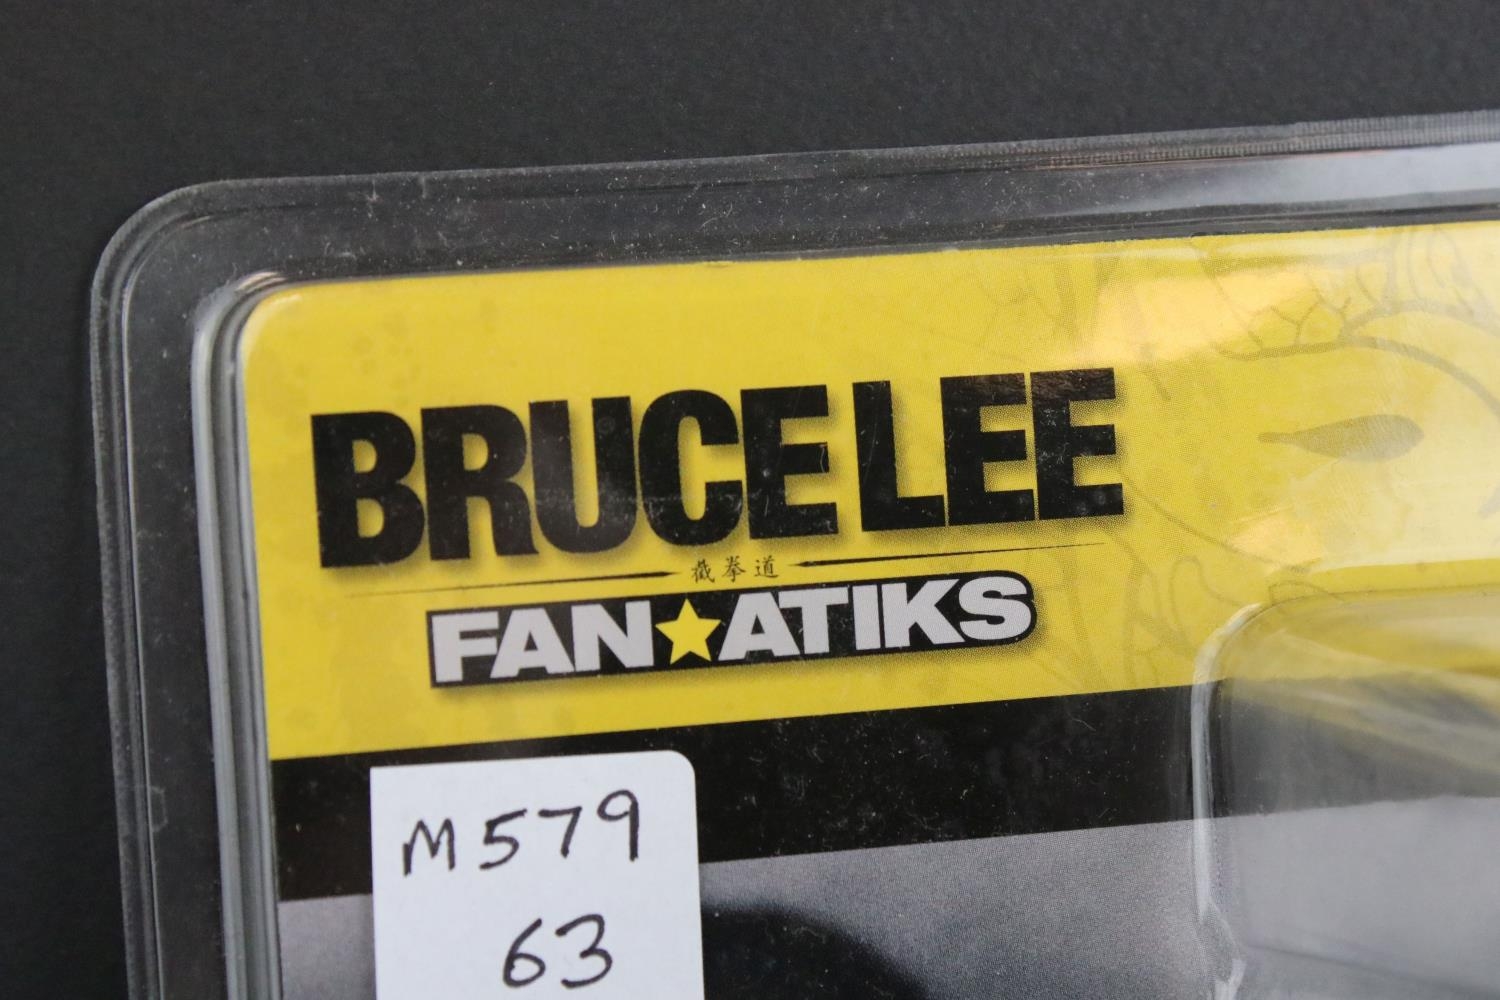 BRUCE LEE
截拳道
FAN★ATIKS
M579
63